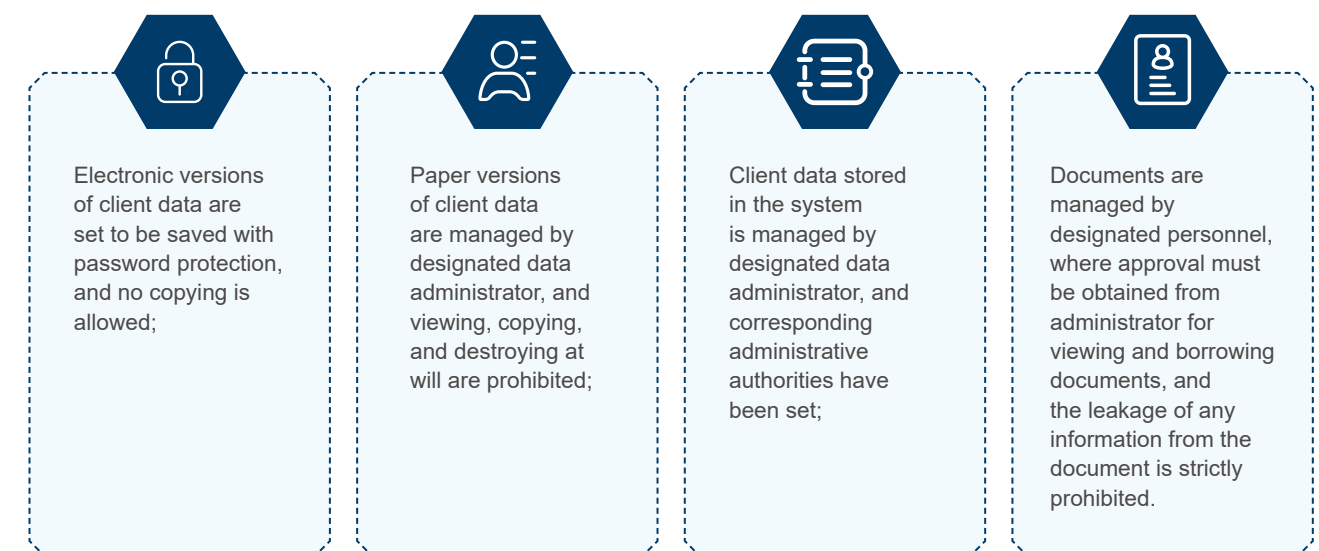 Electronic versions
of client data are
set to be saved with
password protection,
and no copying is
allowed;
Paper versions
of client data
are managed by
designated data
administrator, and
viewing, copying,
and destroying at
will are prohibited;
Client data stored
in the system
is managed by
designated data
administrator, and
corresponding
administrative
authorities have
been set;
Documents are
managed by
designated personnel,
where approval must
be obtained from
administrator for
viewing and borrowing
documents, and
the leakage of any
information from the
document is strictly
prohibited.